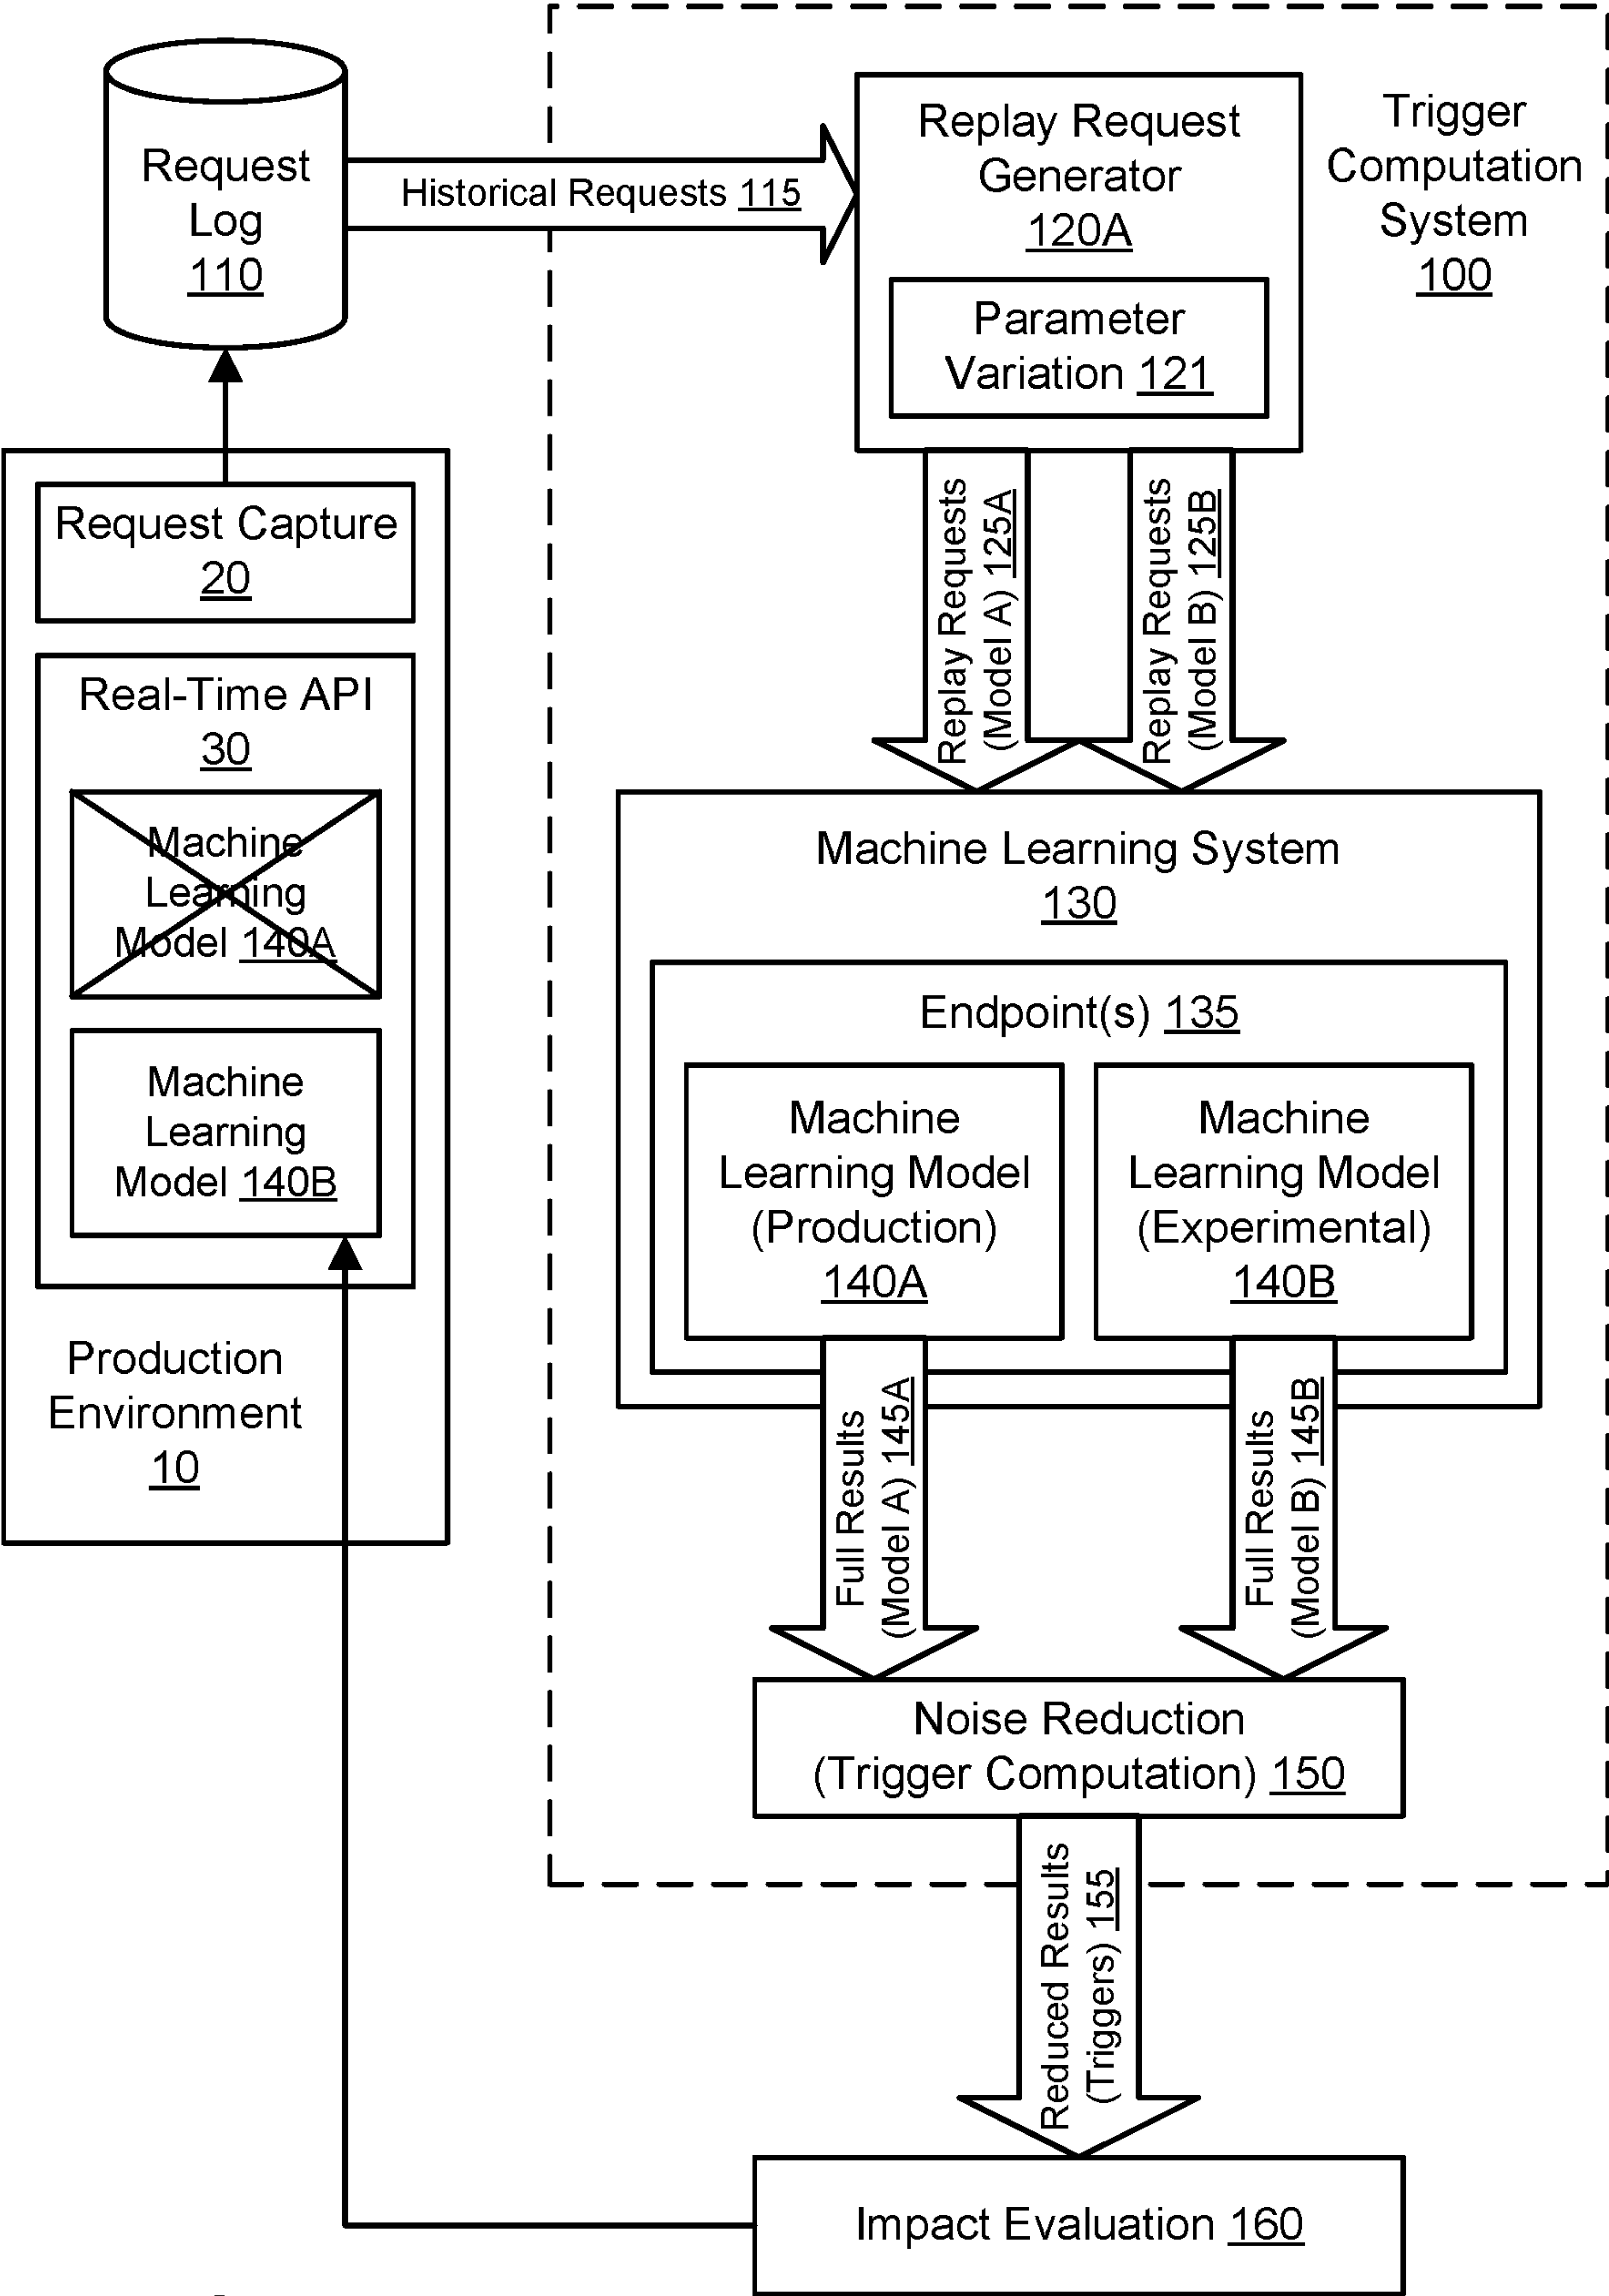 Request
Log
110
Historical Requests 115
Replay Request
Generator
120A
Parameter
Variation 121
Trigger
Computation
System
100
Request Capture
20
Real-Time API
30
Machine
Learning
Model 140A
Machine
Learning
Model 140B
Production
Environment
10
Replay Requests
(Model A) 125A
Replay Requests
(Model B) 125B
Machine Learning System
130
Endpoint(s) 135
Machine
Learning Model
(Production)
140A
Machine
Learning Model
(Experimental)
140B
Full Results
(Model A) 145A
Full Results
(Model B) 145B
Noise Reduction
(Trigger Computation) 150
Reduced Results
(Triggers) 155
Impact Evaluation 160